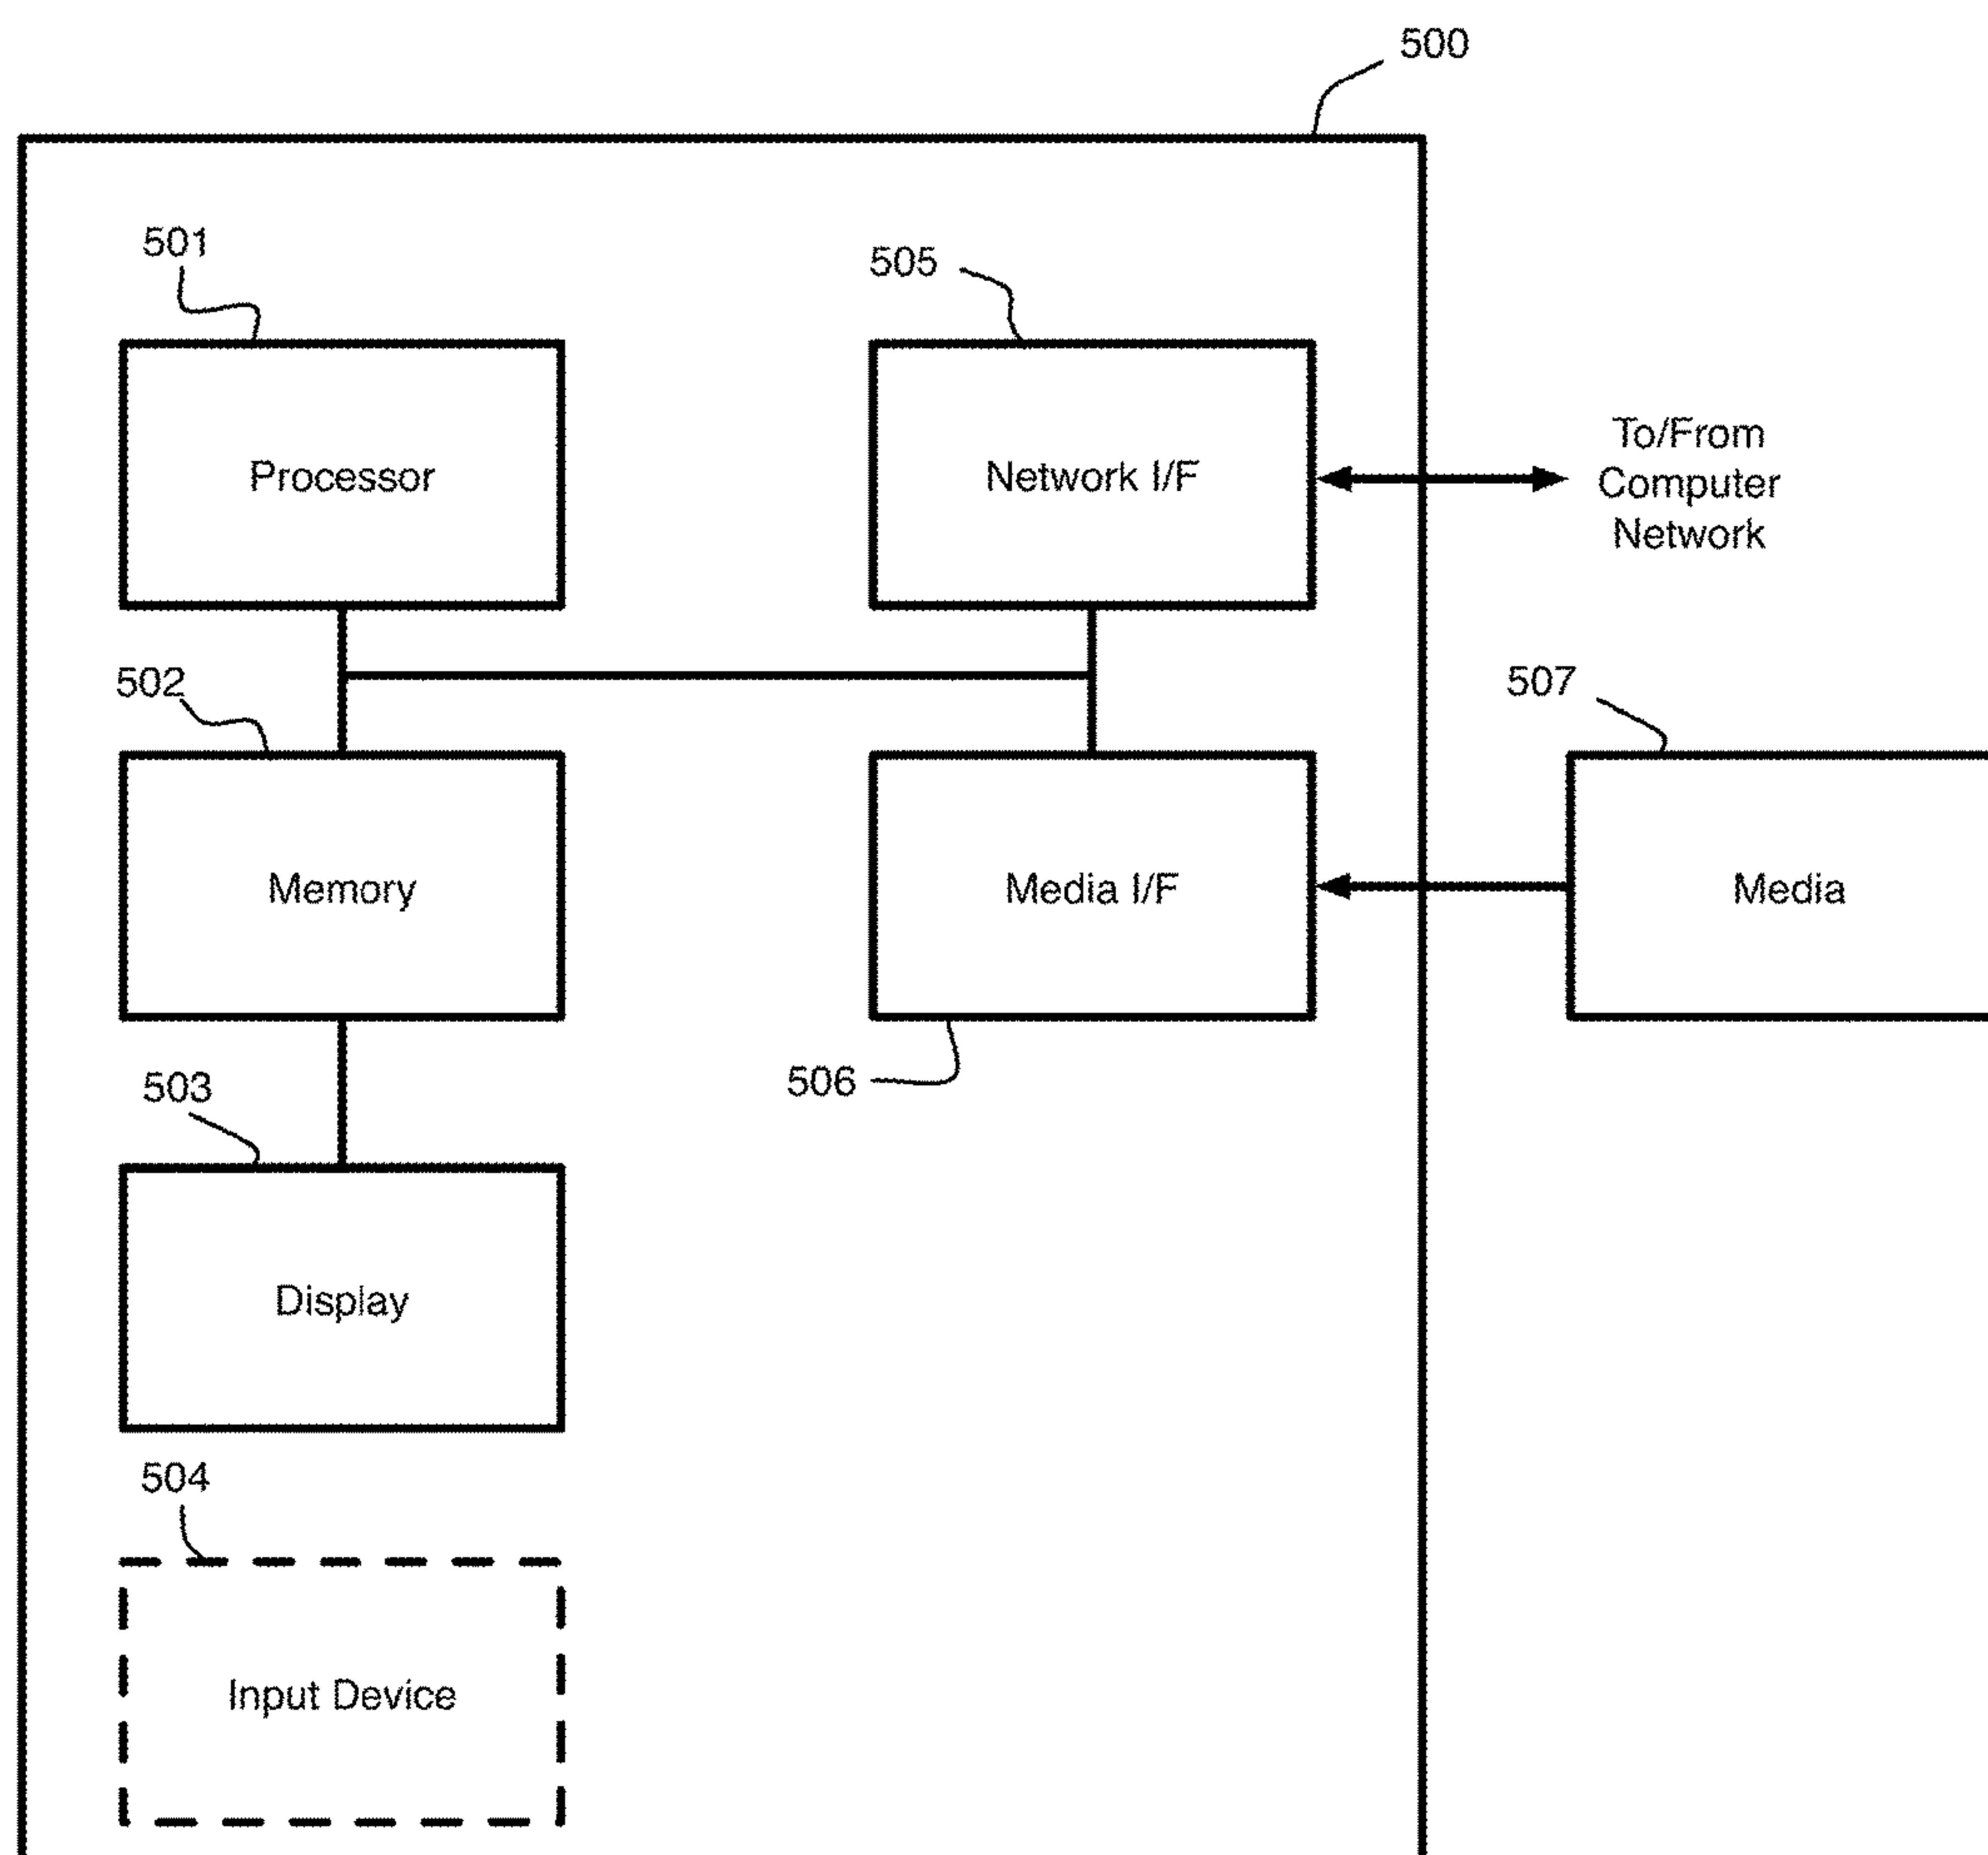 500
501
505
Processor
Network I/F
To/From
Computer
Network
502
507
Memory
Media I/F
Media
503
506
Display
504
Input Device